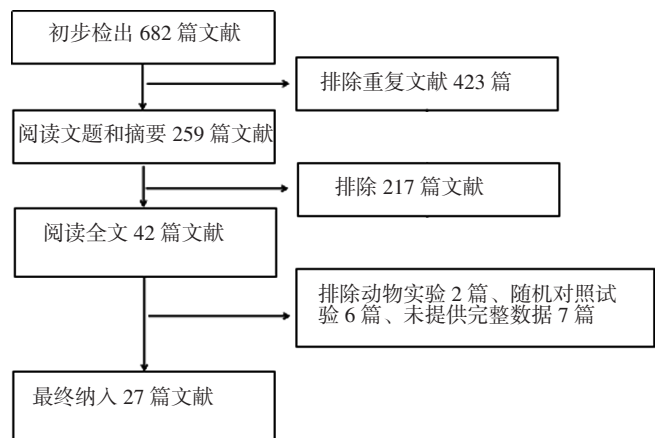 初步检出 682 篇文献
排除重复文献 423 篇
阅读文题和摘要 259 篇文献
排除 217 篇文献
阅读全文 42 篇文献
排除动物实验 2 篇、随机对照试
验 6 篇、未提供完整数据 7 篇
最终纳入 27 篇文献